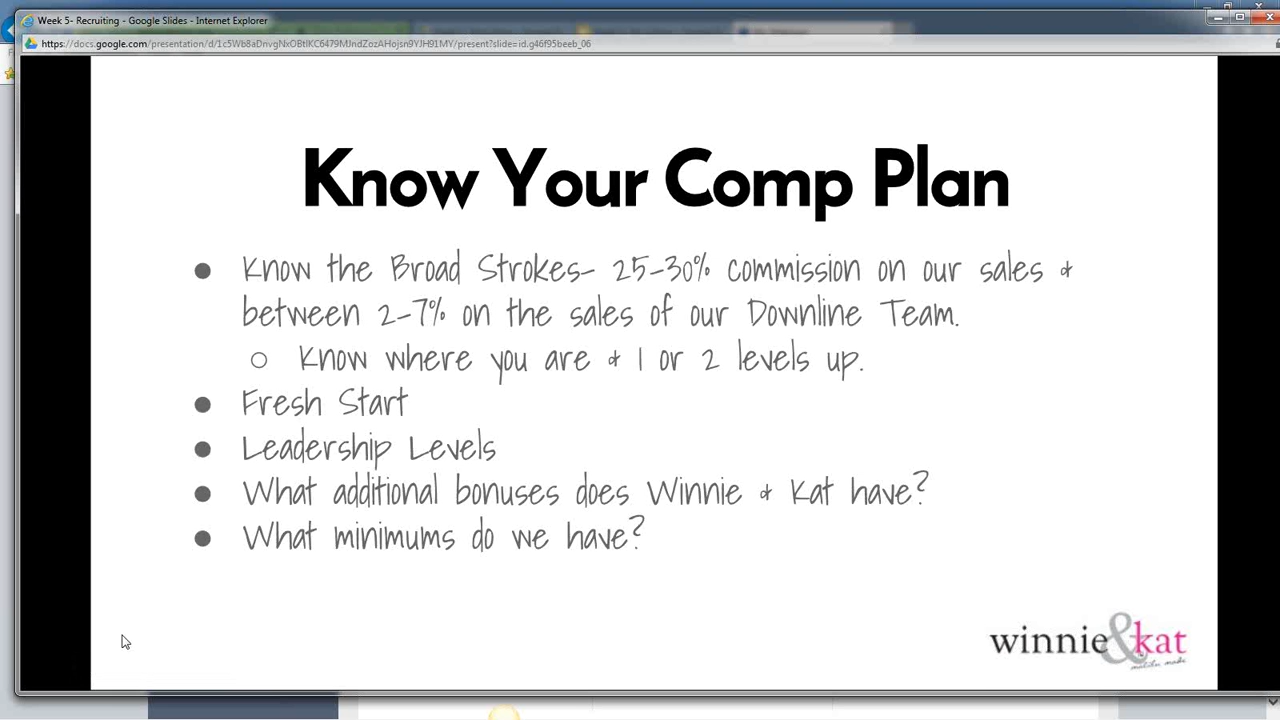 Week 5- Recruiting - Google Slides - Internet Explorer
Know Your Comp Plan
● Know the Broad Strokes- 25-30% commission on our sales &
between 2-7% on the sales of our Downline Team.
○ Know where you are & 1 or 2 levels up.
● Fresh Start
● Leadership Levels
● What additional bonuses does Winnie & Kat have?
● What minimums do we have?
winnie&kat